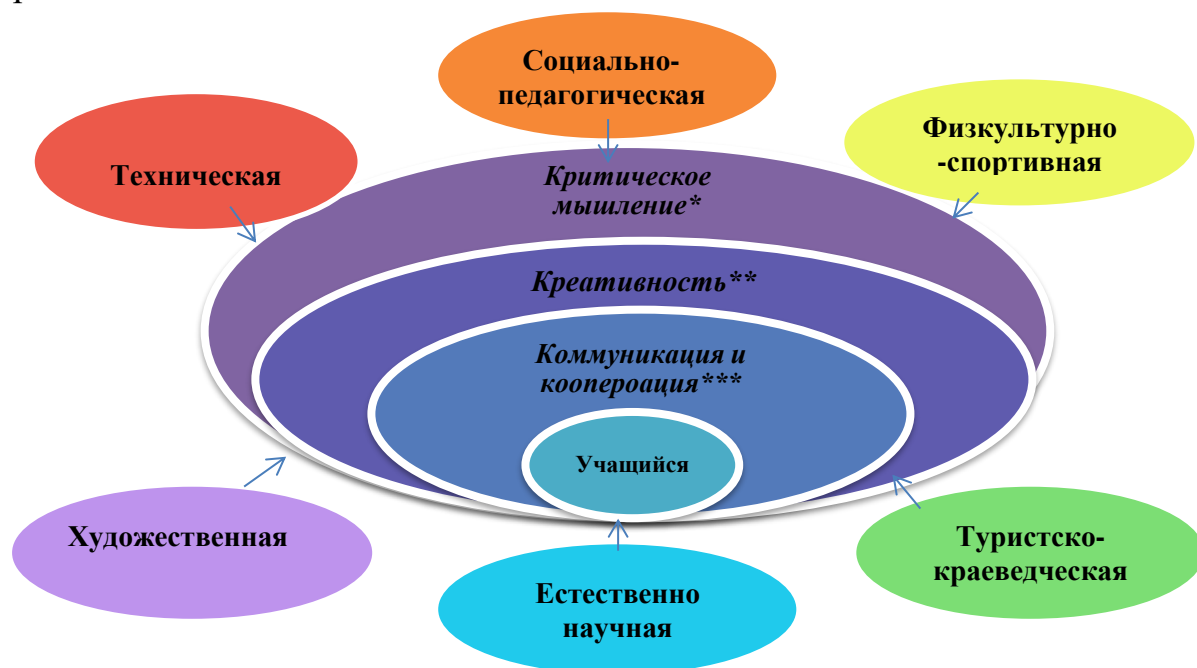 Социально-
педагогическая
Физкультурно
-спортивная
Техническая
Критическое
мышление*
Креативность**
Коммуникация и
коопероация***
Учащийся
Художественная
Туристско-
краеведческая
Естественно
научная